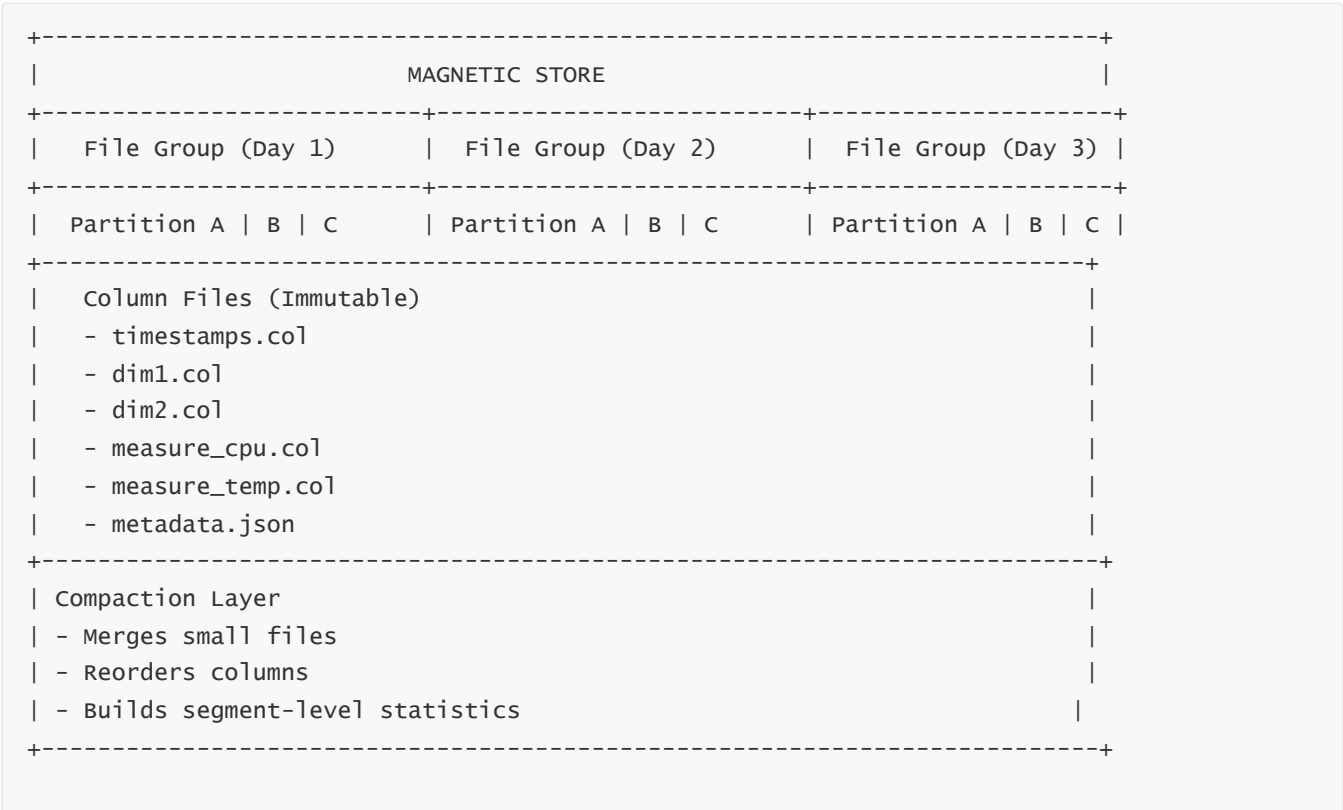 +---------------------------------------------------------------------------+
|                          MAGNETIC STORE                                   |
+---------------------------+--------------------------+---------------------+
|   File Group (Day 1)      |  File Group (Day 2)      |  File Group (Day 3) |
+---------------------------+--------------------------+---------------------+
|  Partition A | B | C      | Partition A | B | C      | Partition A | B | C |
+--------------------------------------------------------------------------+
|   Column Files (Immutable)                                               |
|   - timestamps.col                                                       |
|   - dim1.col                                                             |
|   - dim2.col                                                             |
|   - measure_cpu.col                                                      |
|   - measure_temp.col                                                     |
|   - metadata.json                                                        |
+---------------------------------------------------------------------------+
| Compaction Layer                                                         |
| - Merges small files                                                     |
| - Reorders columns                                                       |
| - Builds segment-level statistics                                       |
+---------------------------------------------------------------------------+